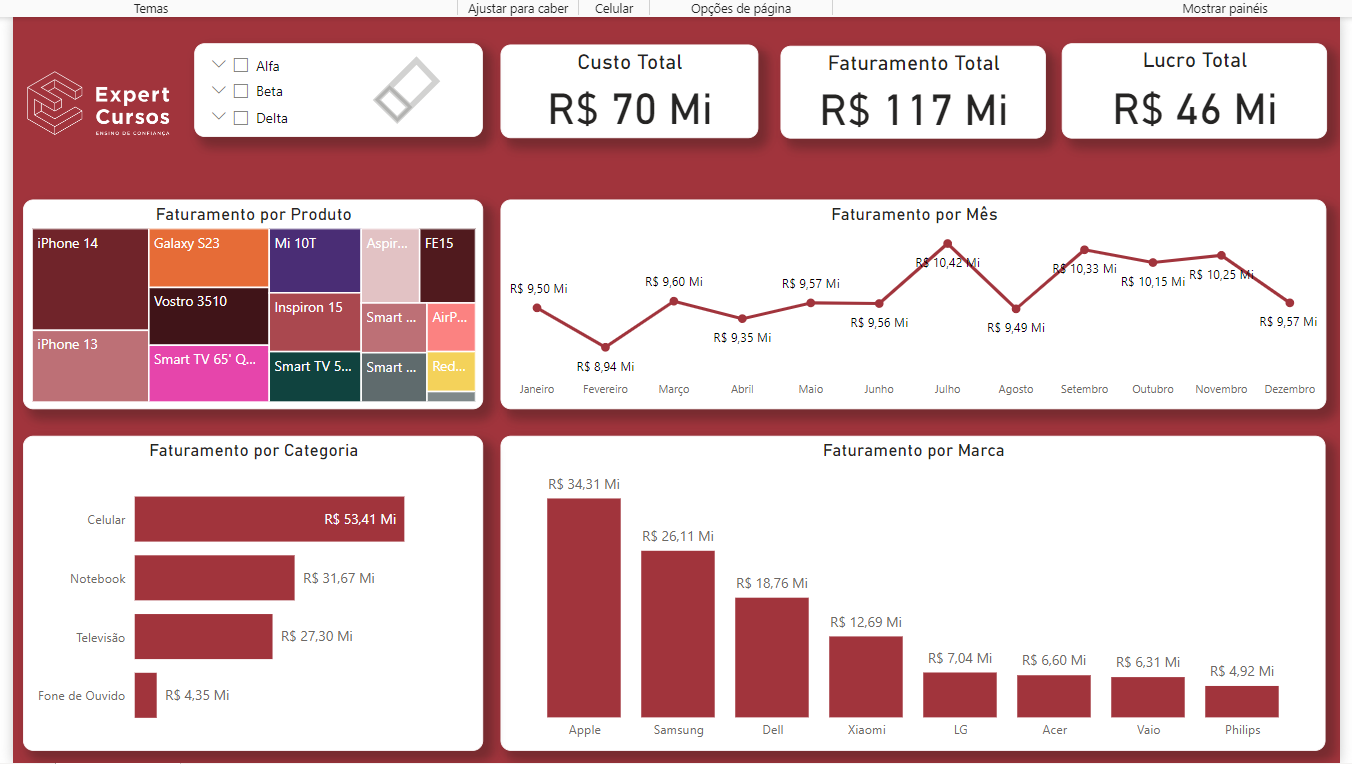 Temas
Ajustar para caber
Celular
Opções de página
Mostrar painéis
Expert
Cursos
ENSINO DE CONFIANÇA
Alfa
Beta
Delta
Custo Total
R$ 70 Mi
Faturamento Total
R$ 117 Mi
Lucro Total
R$ 46 Mi
Faturamento por Produto
iPhone 14
iPhone 13
Galaxy S23
Vostro 3510
Smart TV 65' Q...
Mi 10T
Inspiron 15
Smart TV 5...
Aspir...
FE15
Smart ...
AirP...
Smart ...
Red...
Faturamento por Mês
R$ 9,50 Mi
R$ 8,94 Mi
R$ 9,60 Mi
R$ 9,35 Mi
R$ 9,57 Mi
R$ 9,56 Mi
R$ 10,42 Mi
R$ 9,49 Mi
R$ 10,33 Mi
R$ 10,15 Mi
R$ 10,25 Mi
R$ 9,57 Mi
Janeiro
Fevereiro
Março
Abril
Maio
Junho
Julho
Agosto
Setembro
Outubro
Novembro
Dezembro
Faturamento por Categoria
Celular
R$ 53,41 Mi
Notebook
R$ 31,67 Mi
Televisão
R$ 27,30 Mi
Fone de Ouvido
R$ 4,35 Mi
Faturamento por Marca
R$ 34,31 Mi
R$ 26,11 Mi
R$ 18,76 Mi
R$ 12,69 Mi
R$ 7,04 Mi
R$ 6,60 Mi
R$ 6,31 Mi
R$ 4,92 Mi
Apple
Samsung
Dell
Xiaomi
LG
Acer
Vaio
Philips